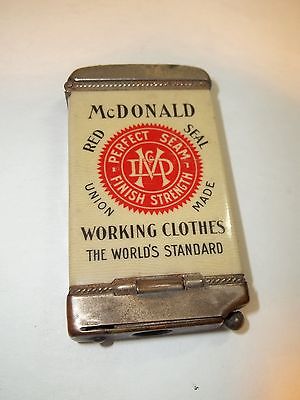 McDONALD
RED SEAL
PERFECT SEAM
McD
FINISH STRENGTH
UNION MADE
WORKING CLOTHES
THE WORLD'S STANDARD